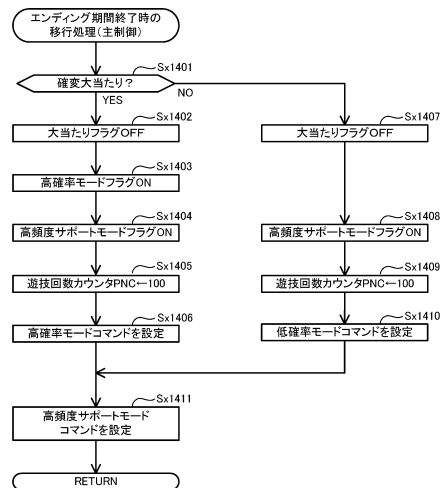 エンディング期間終了時の
移行処理(主制御)
Sx1401
確変大当たり?
YES
NO
Sx1402
大当たりフラグOFF
Sx1403
高確率モードフラグON
Sx1404
高頻度サポートモードフラグON
Sx1405
遊技回数カウンタPNC←100
Sx1406
高確率モードコマンドを設定
Sx1407
大当たりフラグOFF
Sx1408
高頻度サポートモードフラグON
Sx1409
遊技回数カウンタPNC←100
Sx1410
低確率モードコマンドを設定
Sx1411
高頻度サポートモード
コマンドを設定
RETURN